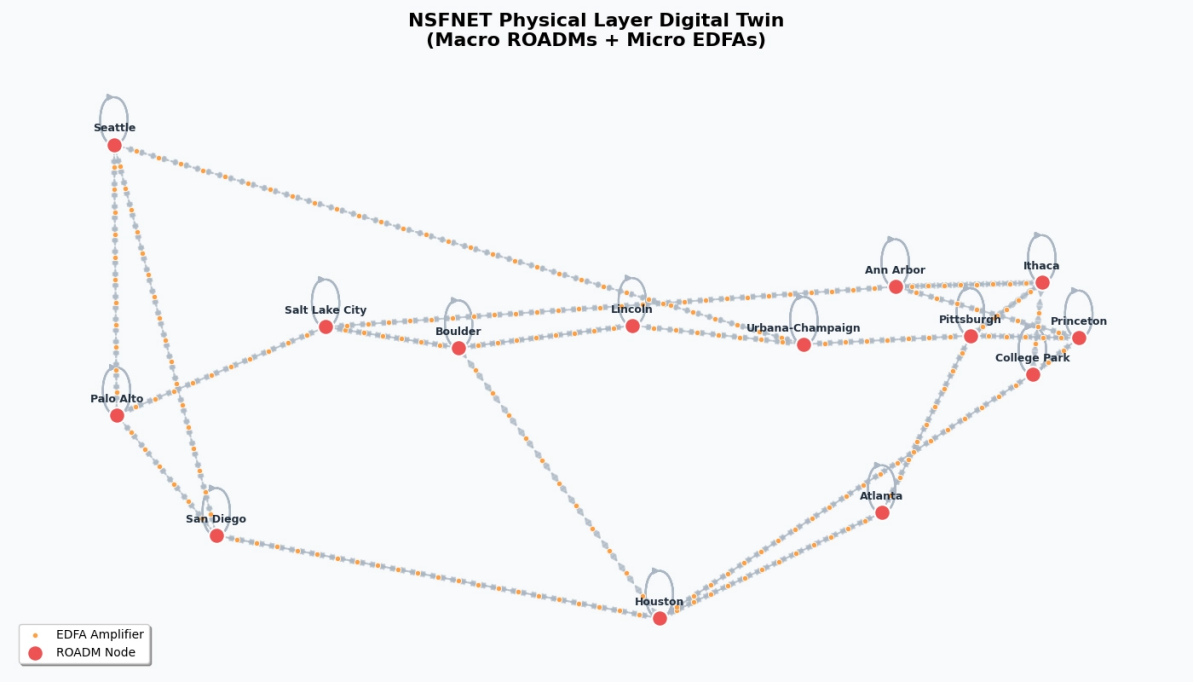 NSFNET Physical Layer Digital Twin
(Macro ROADMs + Micro EDFAs)
Seattle
Ann Arbor
Ithaca
Salt Lake City
Lincoln
Boulder
Urbana-Champaign
Pittsburgh
Princeton
College Park
Palo Alto
San Diego
Atlanta
Houston
EDFA Amplifier
ROADM Node